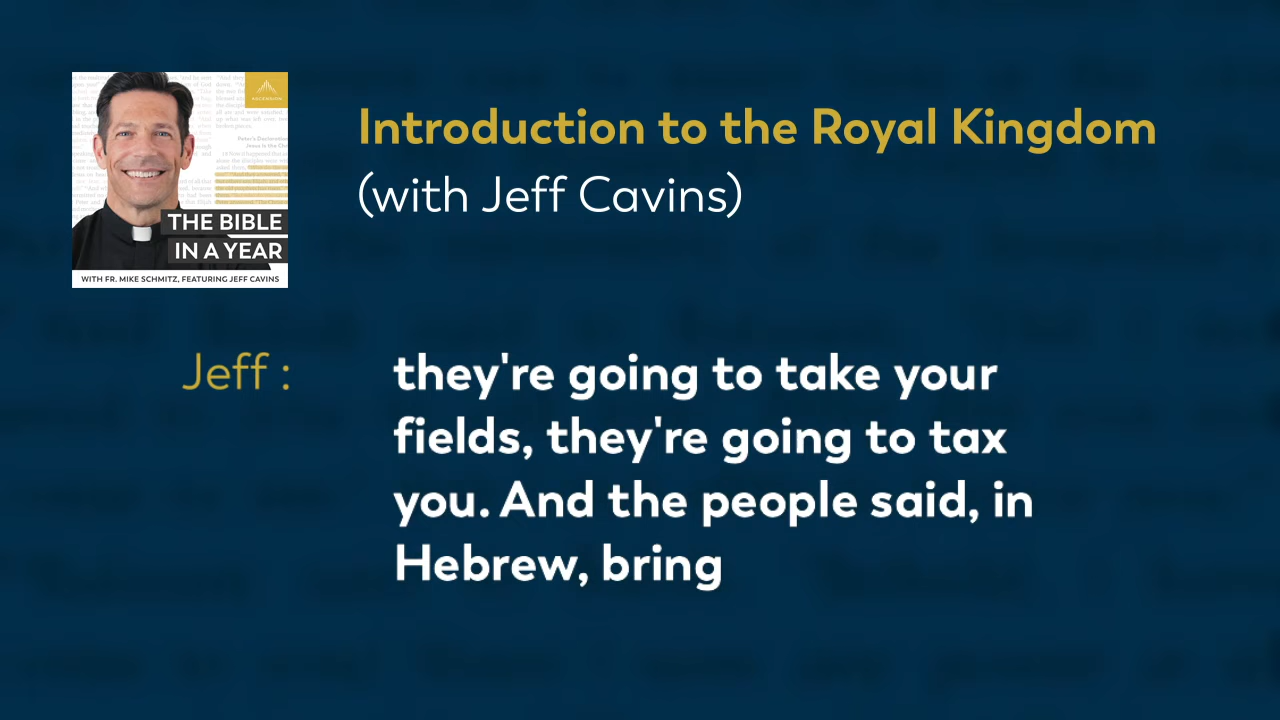 Introduction to the Royal Kingdom
(with Jeff Cavins)
THE BIBLE
IN A YEAR
WITH FR. MIKE SCHMITZ, FEATURING JEFF CAVINS
Jeff :
they're going to take your
fields, they're going to tax
you. And the people said, in
Hebrew, bring